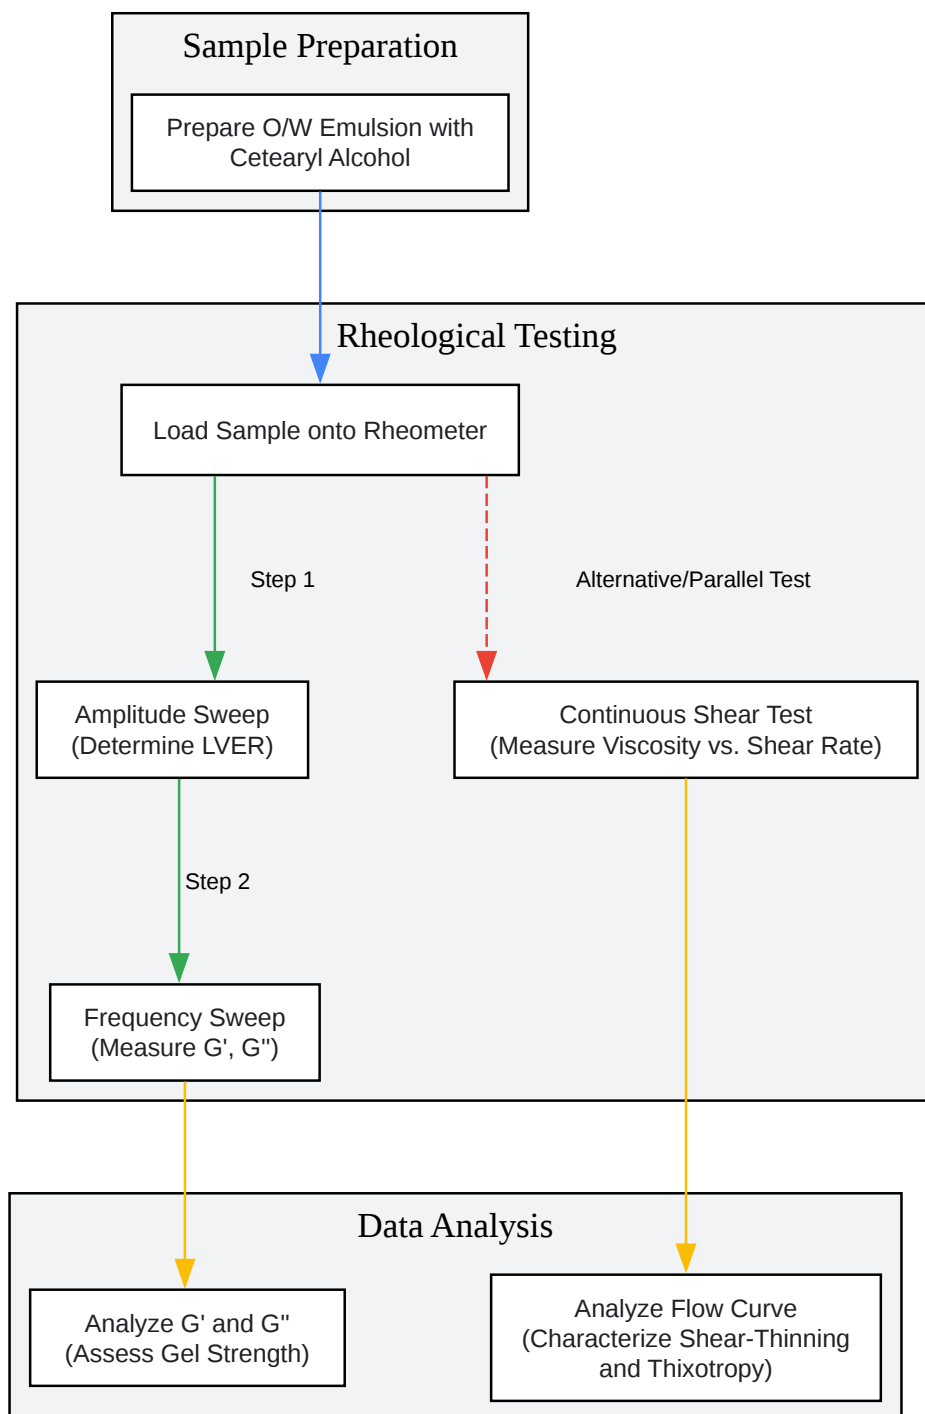 Sample Preparation
Prepare O/W Emulsion with
Cetearyl Alcohol
Rheological Testing
Load Sample onto Rheometer
Step 1
Alternative/Parallel Test
Amplitude Sweep
(Determine LVER)
Continuous Shear Test
(Measure Viscosity vs. Shear Rate)
Step 2
Frequency Sweep
(Measure G', G'')
Data Analysis
Analyze G' and G''
(Assess Gel Strength)
Analyze Flow Curve
(Characterize Shear-Thinning
and Thixotropy)